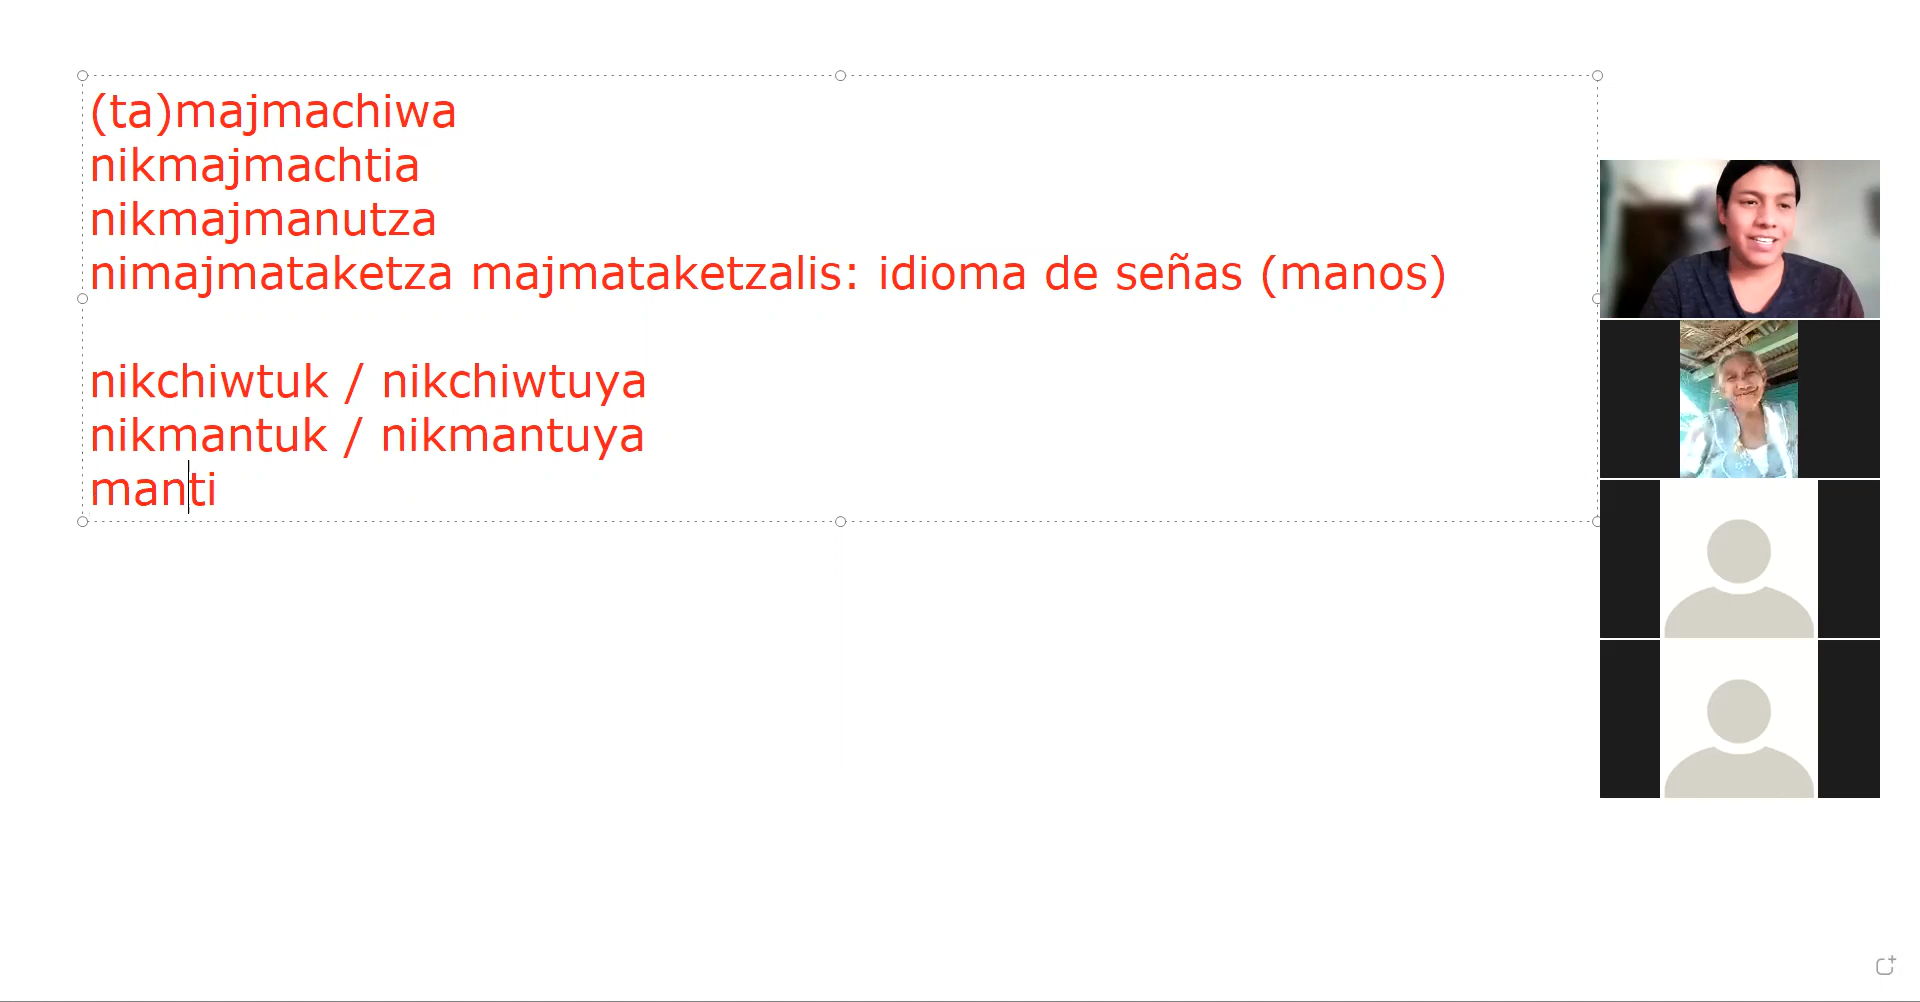 (ta)majmachiwa
nikmajmachtia
nikmajmanutza
nimajmataketza majmataketzalis: idioma de señas (manos)
nikchiwtuk / nikchiwtuya
nikmantuk / nikmantuya
manti